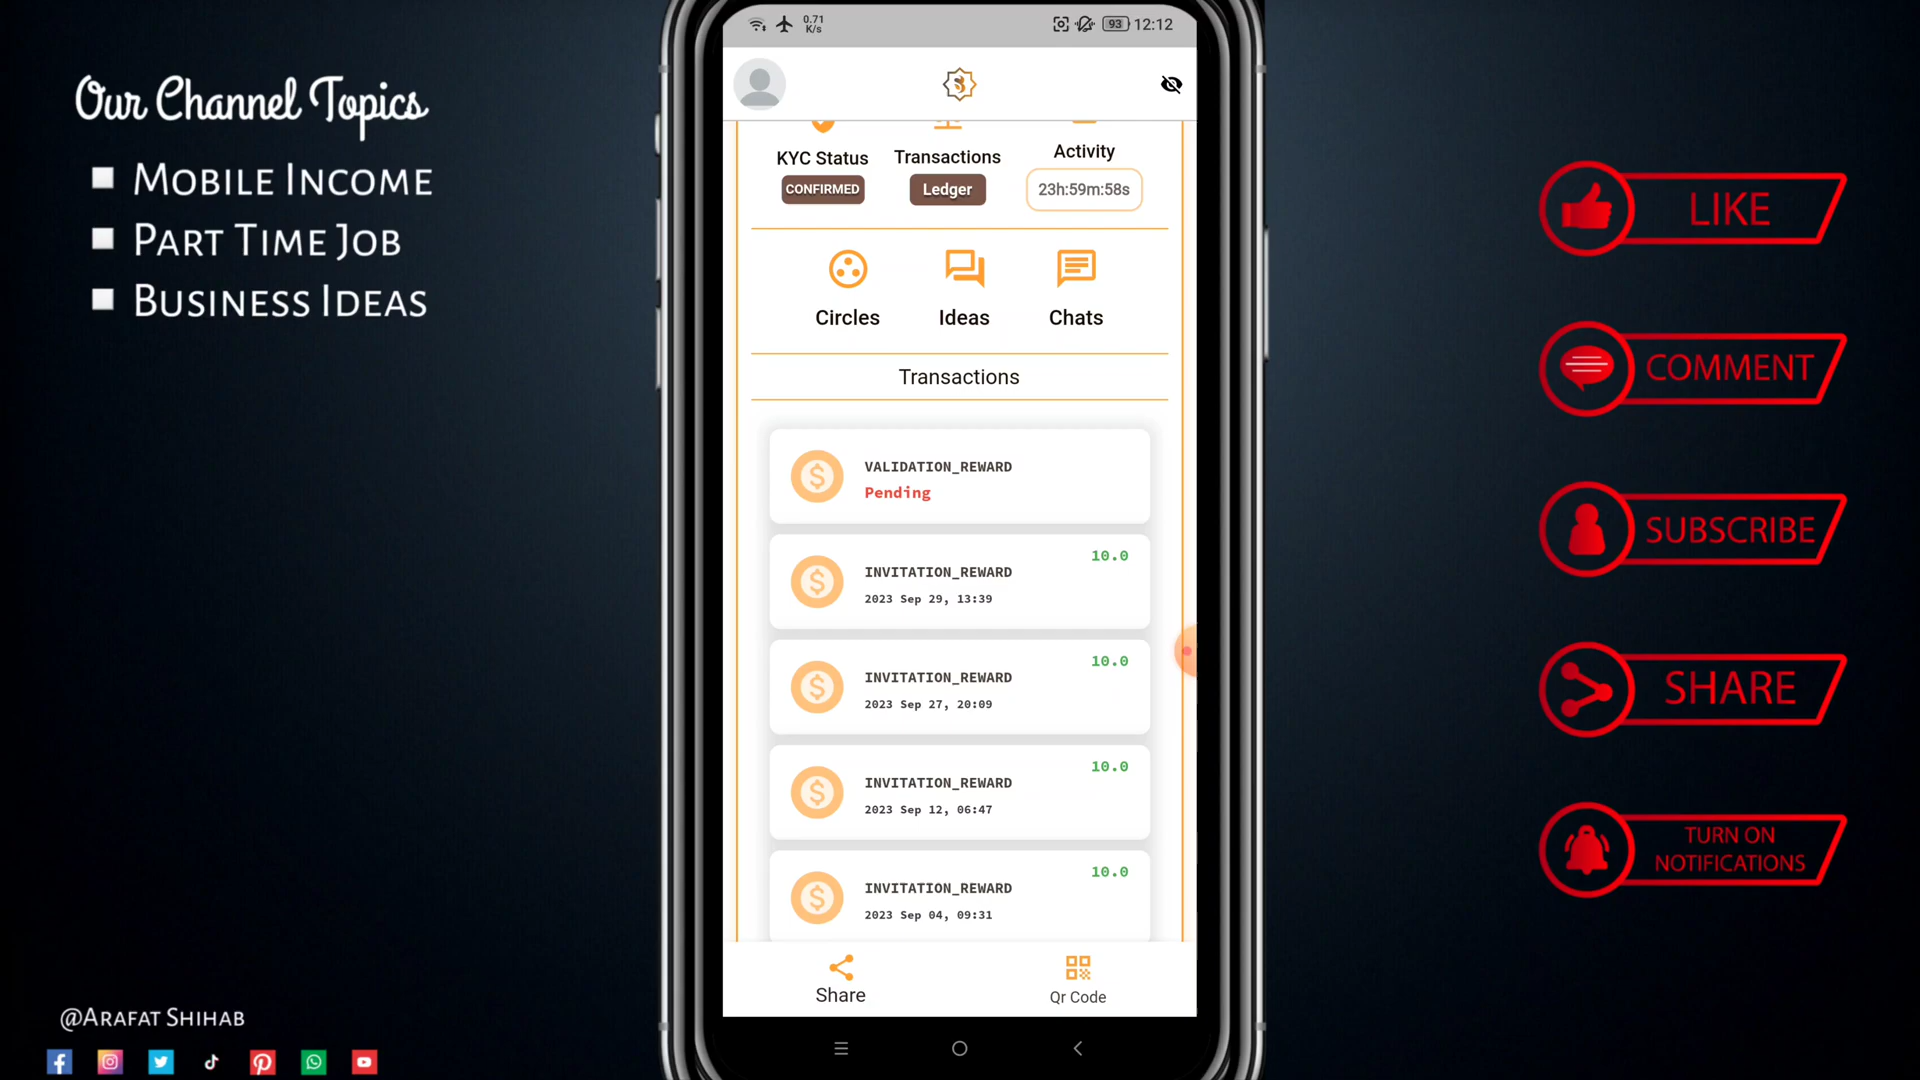 Our Channel Topics
Mobile Income
Part Time Job
Business Ideas
@Arafat Shihab
0.71
K/s
93
12:12
KYC Status
CONFIRMED
Transactions
Ledger
Activity
23h:59m:58s
Circles
Ideas
Chats
Transactions
VALIDATION_REWARD
Pending
10.0
INVITATION_REWARD
2023 Sep 29, 13:39
10.0
INVITATION_REWARD
2023 Sep 27, 20:09
10.0
INVITATION_REWARD
2023 Sep 12, 06:47
10.0
INVITATION_REWARD
2023 Sep 04, 09:31
Share
Qr Code
LIKE
COMMENT
SUBSCRIBE
SHARE
TURN ON
NOTIFICATIONS